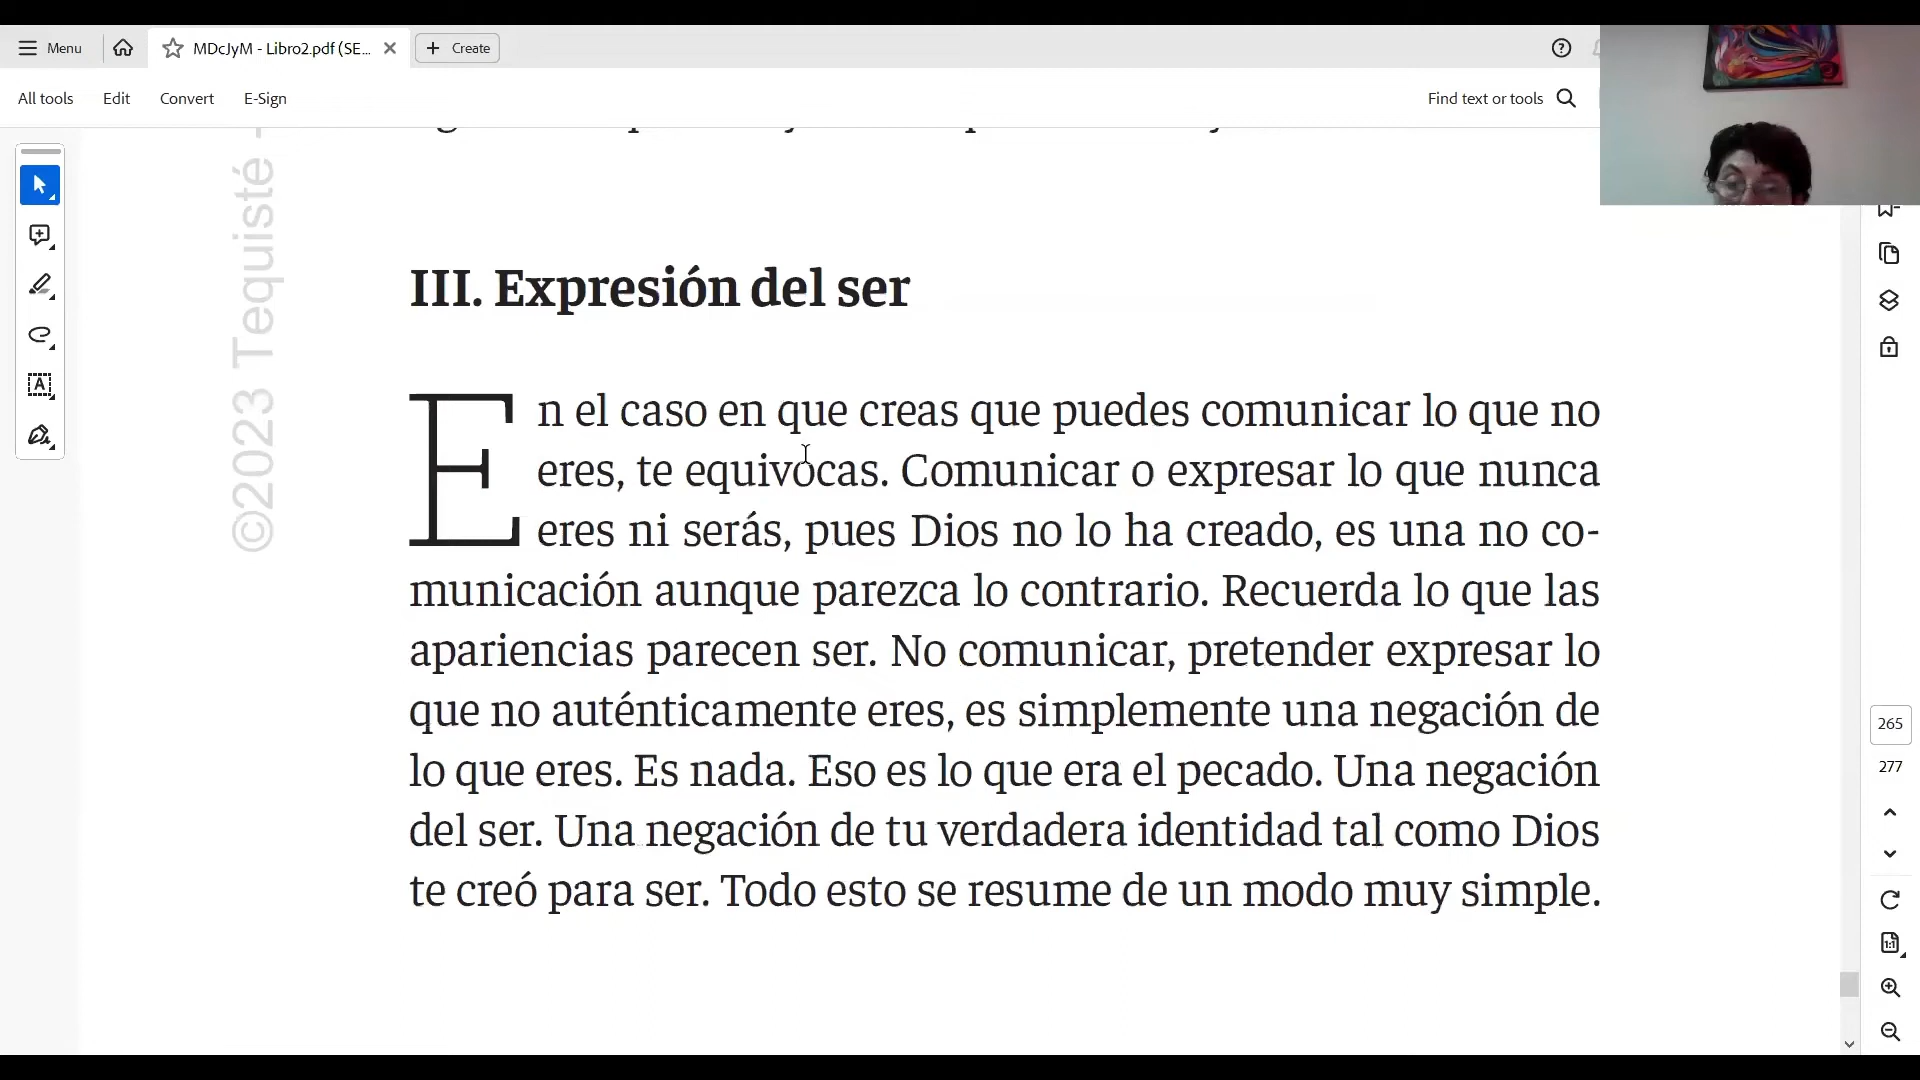 Menu
MDcJyM - Libro2.pdf (SE...
Create
All tools
Edit
Convert
E-Sign
Find text or tools
©2023 Tequisté -
III. Expresión del ser
En el caso en que creas que puedes comunicar lo que no
eres, te equivocas. Comunicar o expresar lo que nunca
eres ni serás, pues Dios no lo ha creado, es una no co-
municación aunque parezca lo contrario. Recuerda lo que las
apariencias parecen ser. No comunicar, pretender expresar lo
que no auténticamente eres, es simplemente una negación de
lo que eres. Es nada. Eso es lo que era el pecado. Una negación
del ser. Una negación de tu verdadera identidad tal como Dios
te creó para ser. Todo esto se resume de un modo muy simple.
265
277